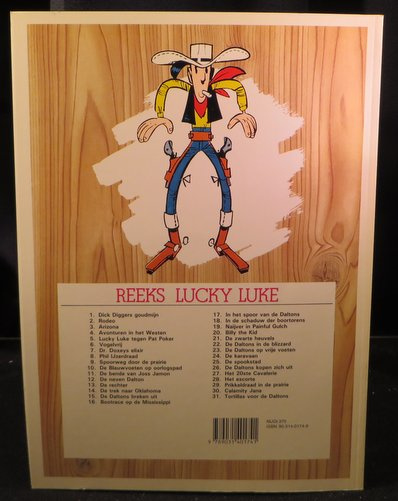 REEKS LUCKY LUKE
1. Dick Diggers goudmijn
2. Rodeo
3. Arizona
4. Avonturen in het Westen
5. Lucky Luke tegen Pat Poker
6. Vogelvrij
7. Dr. Doxeys elixir
8. Phil IJzerdraad
9. Spoorweg door de prairie
10. De Blauwvoeten op oorlogspad
11. De bende van Joss Jamon
12. De neven Dalton
13. De rechter
14. De trek naar Oklahoma
15. De Daltons breken uit
16. Bootrace op de Mississippi
17. In het spoor van de Daltons
18. In de schaduw der boortorens
19. Naijver in Painful Gulch
20. Billy the Kid
21. De zwarte heuvels
22. De Daltons in de blizzard
23. De Daltons op vrije voeten
24. De karavaan
25. De spookstad
26. De Daltons kopen zich uit
27. Het 20ste Cavalerie
28. Het escorte
29. Prikkeldraad in de prairie
30. Calamity Jane
31. Tortillas voor de Daltons